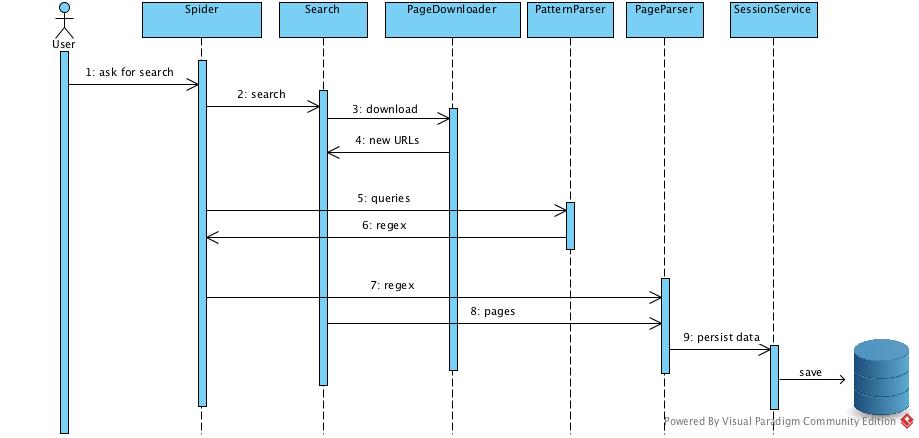 Spider
Search
PageDownloader
PatternParser
PageParser
SessionService
User
1: ask for search
2: search
3: download
4: new URLs
5: queries
6: regex
7: regex
8: pages
9: persist data
save
Powered By Visual Paradigm Community Edition